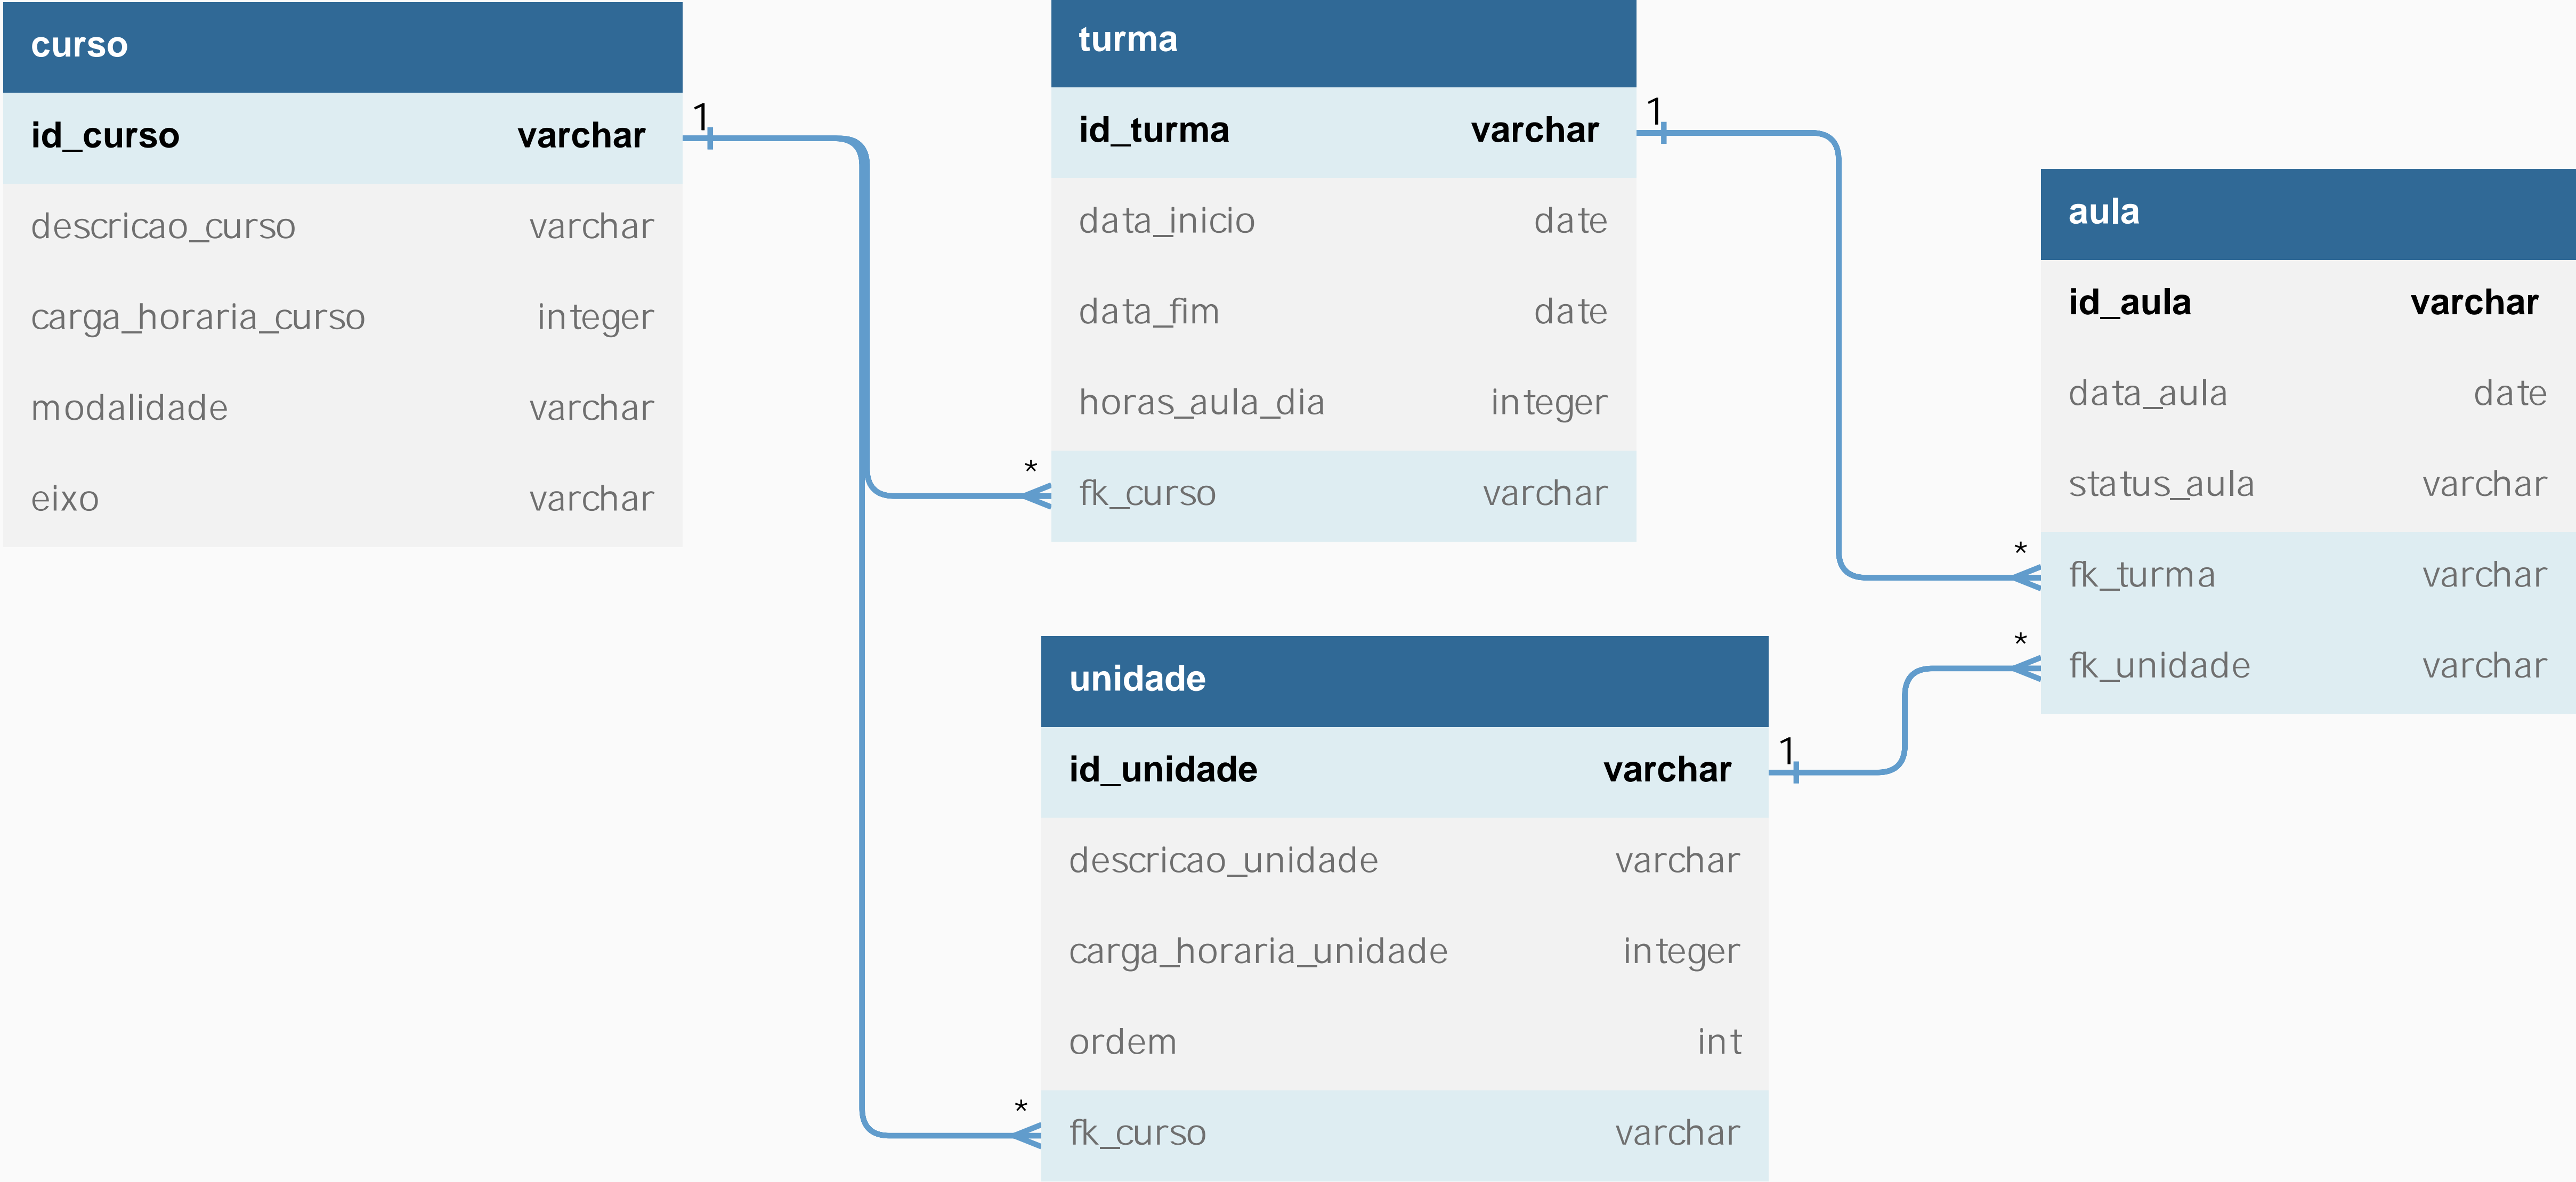 curso
id_curso varchar
descricao_curso varchar
carga_horaria_curso integer
modalidade varchar
eixo varchar
1
*
*
turma
id_turma varchar
data_inicio date
data_fim date
horas_aula_dia integer
fk_curso varchar
1
*
unidade
id_unidade varchar
descricao_unidade varchar
carga_horaria_unidade integer
ordem int
fk_curso varchar
1
*
aula
id_aula varchar
data_aula date
status_aula varchar
fk_turma varchar
fk_unidade varchar